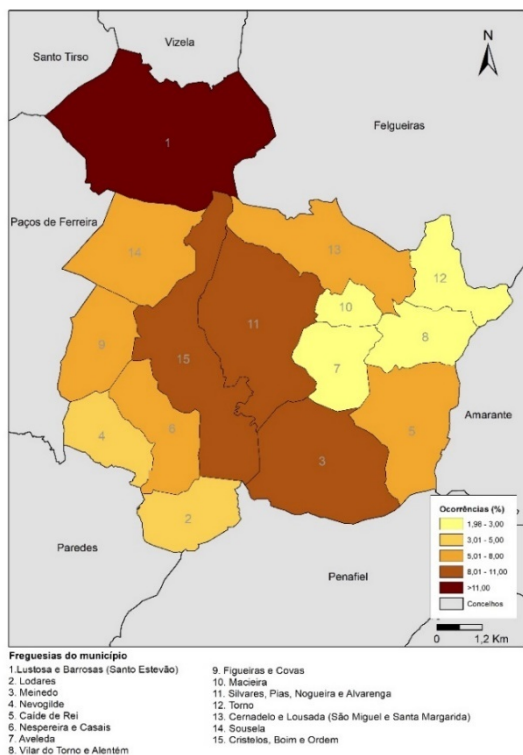 Vizela
Santo Tirso
N
Felgueiras
1
Paços de Ferreira
14
13
12
10
11
8
9
15
7
Amarante
4
6
5
3
2
Paredes
Penafiel
Ocorrências (%)
1,98 - 3,00
3,01 - 5,00
5,01 - 8,00
8,01 - 11,00
>11,00
Concelhos
0 1,2 Km
Freguesias do município
1.Lustosa e Barrosas (Santo Estevão)
2. Lodares
3. Meinedo
4. Nevogilde
5. Caíde de Rei
6. Nespereira e Casais
7. Aveleda
8. Vilar do Torno e Alentém
9. Figueiras e Covas
10. Macieira
11. Silvares, Pias, Nogueira e Alvarenga
12. Torno
13. Cernadelo e Lousada (São Miguel e Santa Margarida)
14. Sousela
15. Cristelos, Boim e Ordem